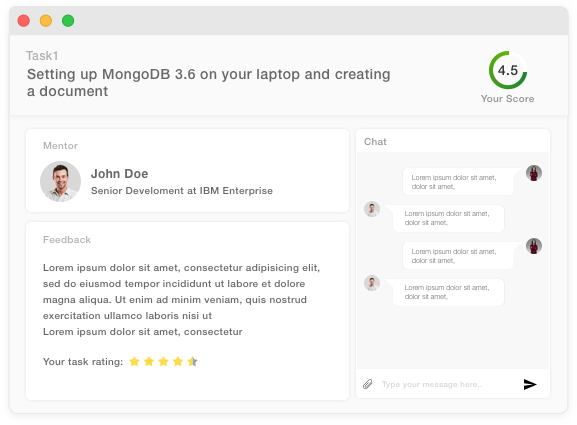 Task1
Setting up MongoDB 3.6 on your laptop and creating
a document
4.5
Your Score
Mentor
John Doe
Senior Develoment at IBM Enterprise
Feedback
Lorem ipsum dolor sit amet, consectetur adipisicing elit,
sed do eiusmod tempor incididunt ut labore et dolore
magna aliqua. Ut enim ad minim veniam, quis nostrud
exercitation ullamco laboris nisi ut
Lorem ipsum dolor sit amet, consectetur
Your task rating:
Chat
Lorem ipsum dolor sit amet,
dolor sit amet,
Lorem ipsum dolor sit amet,
dolor sit amet,
Lorem ipsum dolor sit amet,
dolor sit amet,
Lorem ipsum dolor sit amet,
dolor sit amet,
Type your message here..